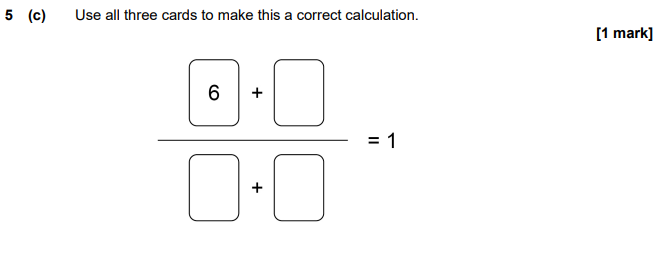 5 (c) Use all three cards to make this a correct calculation.
[1 mark]
6 +
= 1
+